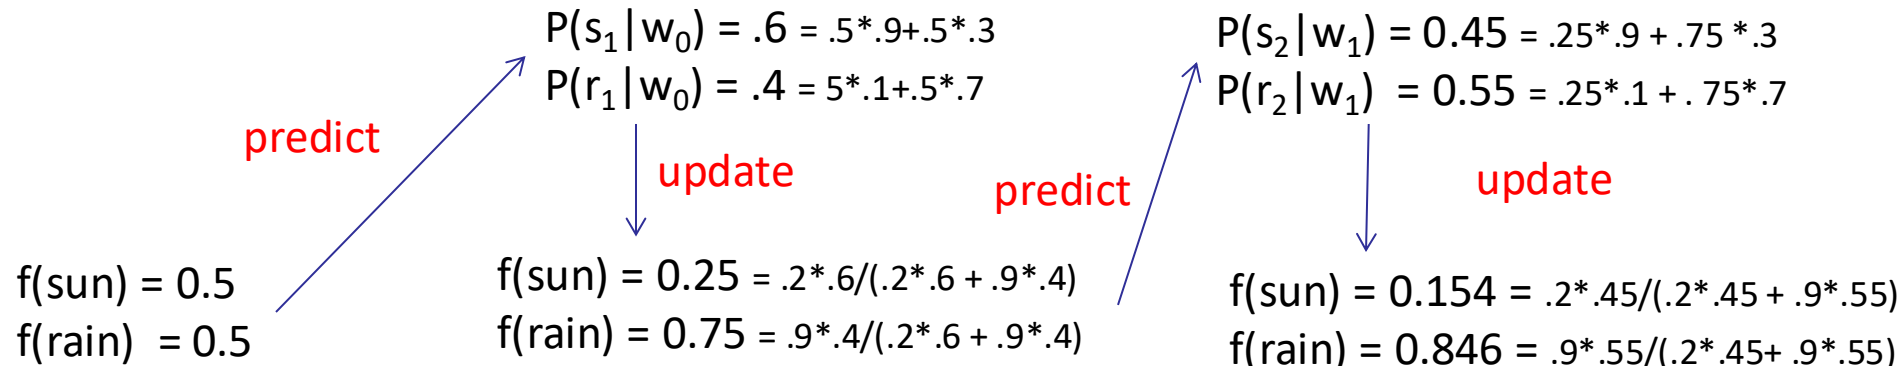 P(s₁|w₀) = .6 = .5*.9+.5*.3
P(r₁|w₀) = .4 = 5*.1+.5*.7
predict
update
f(sun) = 0.5
f(rain) = 0.5
f(sun) = 0.25 = .2*.6/(.2*.6 + .9*.4)
f(rain) = 0.75 = .9*.4/(.2*.6 + .9*.4)
P(s₂|w₁) = 0.45 = .25*.9 + .75 *.3
P(r₂|w₁) = 0.55 = .25*.1 + . 75*.7
predict
update
f(sun) = 0.154 = .2*.45/(.2*.45 + .9*.55)
f(rain) = 0.846 = .9*.55/(.2*.45+ .9*.55)